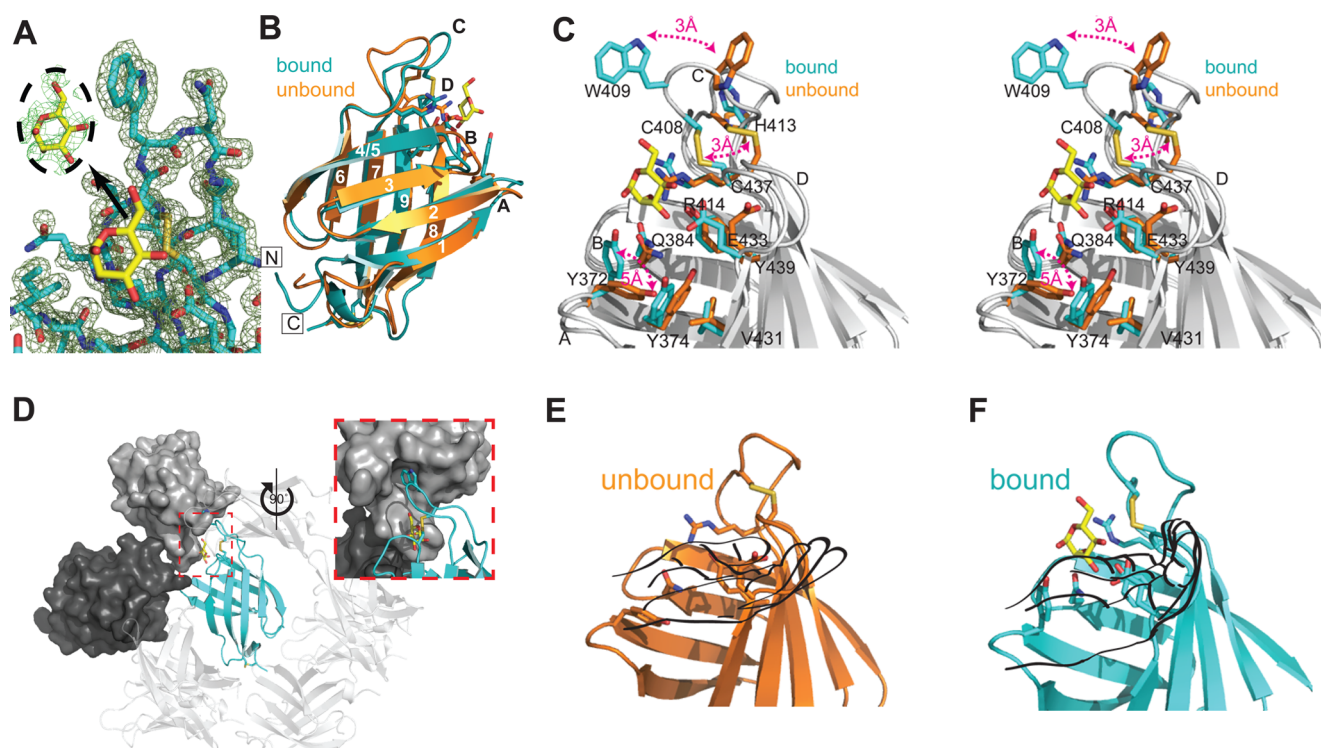 A
B
C
bound
unbound
C
D
B
A
4/5
6
7
3
9
2
8
1
N
C
3Å
C
W409
bound
unbound
C408
H413
3Å
D
C437
R414
B
Q384
E433
Y372
5Å
Y439
A
Y374
V431
3Å
C
W409
bound
unbound
C408
H413
3Å
D
C437
R414
B
Q384
E433
Y372
5Å
Y439
A
Y374
V431
D
90°
E
unbound
F
bound